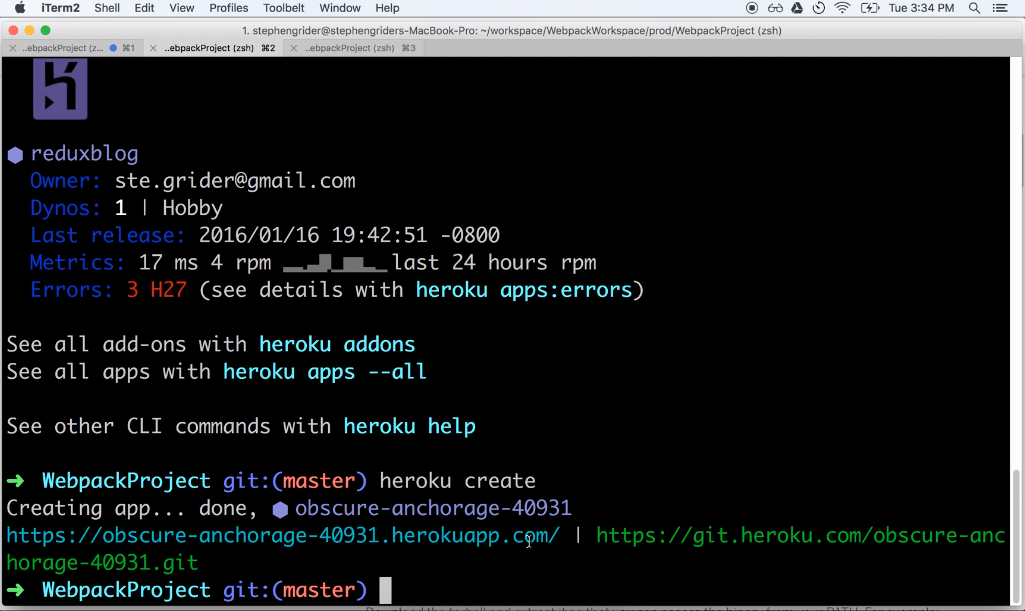 iTerm2 Shell Edit View Profiles Toolbelt Window Help Tue 3:34 PM
1. stephengrider@stephengriders-MacBook-Pro: ~/workspace/WebpackWorkspace/prod/WebpackProject (zsh)
..ebpackProject (z... ⌘1 ..ebpackProject (zsh) ⌘2 ..ebpackProject (zsh) ⌘3
reduxblog
Owner: ste.grider@gmail.com
Dynos: 1 | Hobby
Last release: 2016/01/16 19:42:51 -0800
Metrics: 17 ms 4 rpm ▂▂▄█▂▆▆▂▂ last 24 hours rpm
Errors: 3 H27 (see details with heroku apps:errors)
See all add-ons with heroku addons
See all apps with heroku apps --all
See other CLI commands with heroku help
➜ WebpackProject git:(master) heroku create
Creating app... done, ⬢ obscure-anchorage-40931
https://obscure-anchorage-40931.herokuapp.com/ | https://git.heroku.com/obscure-anc
horage-40931.git
➜ WebpackProject git:(master)